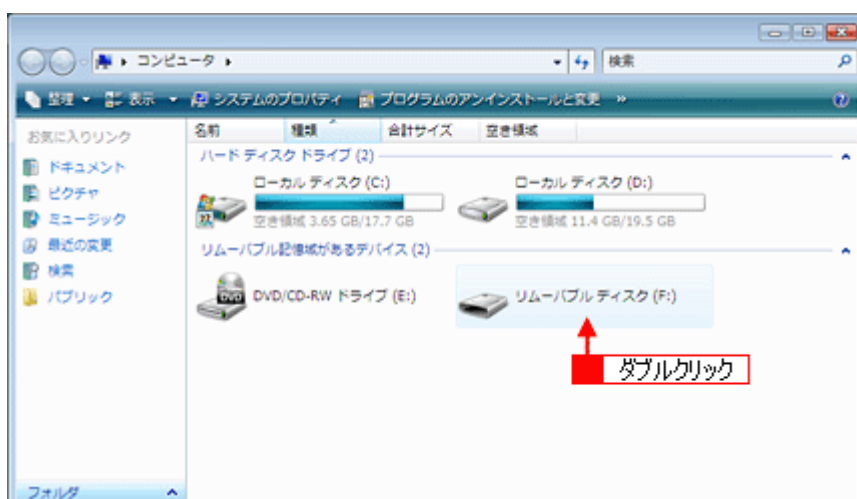 コンピュータ
検索
整理 表示 システムのプロパティ プログラムのアンインストールと変更 »
お気に入りリンク
ドキュメント
ピクチャ
ミュージック
最近の変更
検索
パブリック
フォルダ
名前 種類 合計サイズ 空き領域
ハード ディスク ドライブ (2)
ローカル ディスク (C:)
空き領域 3.65 GB/17.7 GB
ローカル ディスク (D:)
空き領域 11.4 GB/19.5 GB
リムーバブル記憶域があるデバイス (2)
DVD
DVD/CD-RW ドライブ (E:)
リムーバブル ディスク (F:)
ダブルクリック